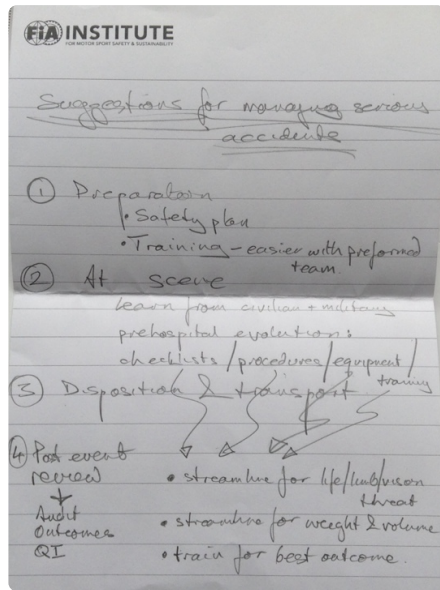 FiA INSTITUTE
FOR MOTOR SPORT SAFETY & SUSTAINABILITY
Suggestions for managing serious
accidents
① Preparation
• Safety plan
• Training – easier with preformed
team.
② At scene
learn from civilian + military
prehospital evolution:
checklists / procedures / equipment /
training
③ Disposition & transport.
④ Post event
review
Audit
Outcomes
QI
• streamline for life/limb/vision
threat
• streamline for weight & volume
• train for best outcome.